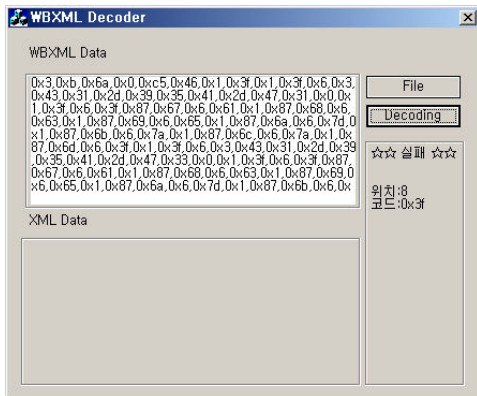 WBXML Decoder
WBXML Data
0x3,0xb,0x6a,0x0,0xc5,0x46,0x1,0x3f,0x1,0x3f,0x6,0x3,
0x43,0x31,0x2d,0x39,0x35,0x41,0x2d,0x47,0x31,0x0,0x
1,0x3f,0x6,0x3f,0x87,0x67,0x6,0x61,0x1,0x87,0x68,0x6,
0x63,0x1,0x87,0x69,0x6,0x65,0x1,0x87,0x6a,0x6,0x7d,0
x1,0x87,0x6b,0x6,0x7a,0x1,0x87,0x6c,0x6,0x7a,0x1,0x
87,0x6d,0x6,0x3f,0x1,0x3f,0x6,0x3,0x43,0x31,0x2d,0x39
,0x35,0x41,0x2d,0x47,0x33,0x0,0x1,0x3f,0x6,0x3f,0x87,
0x67,0x6,0x61,0x1,0x87,0x68,0x6,0x63,0x1,0x87,0x69,0
x6,0x65,0x1,0x87,0x6a,0x6,0x7d,0x1,0x87,0x6b,0x6,0x
File
Decoding
☆☆ 실패 ☆☆
위치:8
코드:0x3f
XML Data